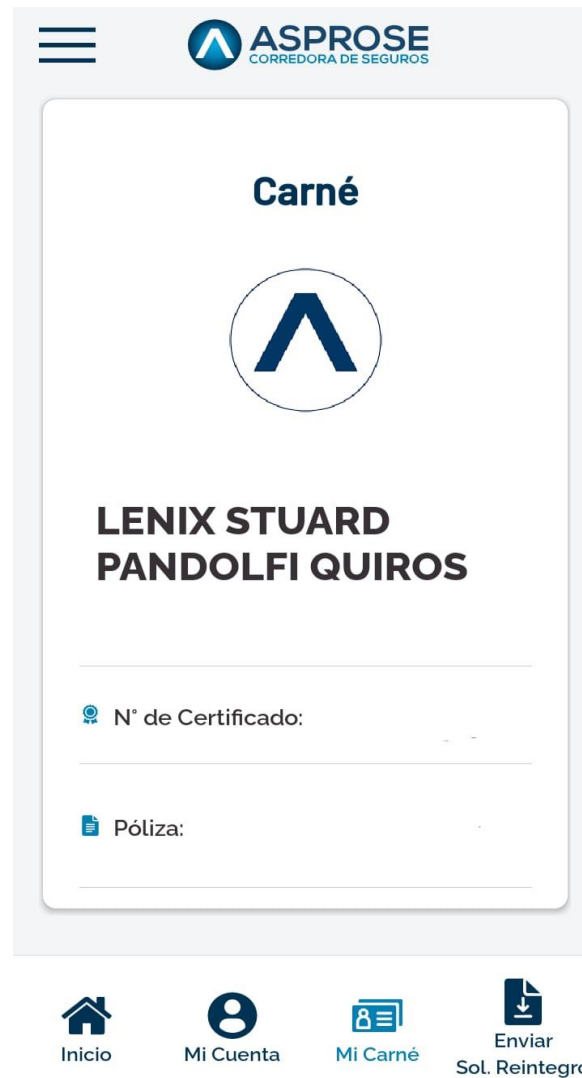 ASPROSE
CORREDORA DE SEGUROS
Carné
LENIX STUARD
PANDOLFI QUIROS
N° de Certificado:
Póliza:
Inicio
Mi Cuenta
Mi Carné
Enviar
Sol. Reintegro